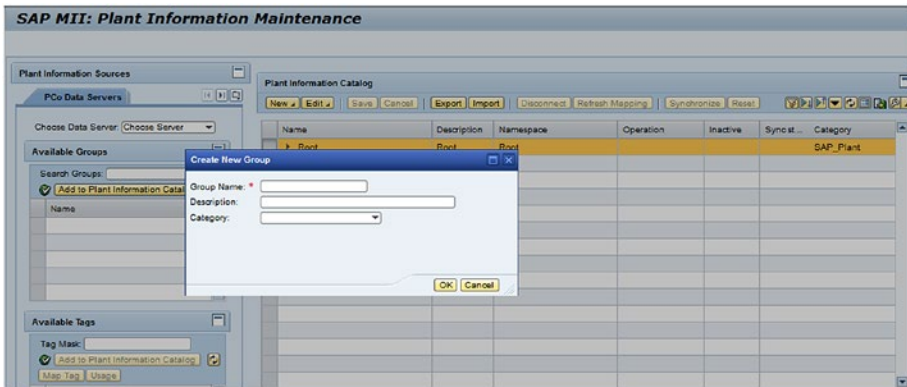 SAP MII: Plant Information Maintenance
Plant Information Sources
PCo Data Servers
Choose Data Server: Choose Server
Available Groups
Search Groups:
Add to Plant Information Catal
Name
Available Tags
Tag Mask:
Add to Plant Information Catalog
Map Tag Usage
Plant Information Catalog
New Edit Save Cancel Export Import Disconnect Refresh Mapping Synchronize Reset
Name Description Namespace Operation Inactive Sync st... Category
Root Root Root SAP_Plant
Create New Group
Group Name: *
Description:
Category:
OK Cancel